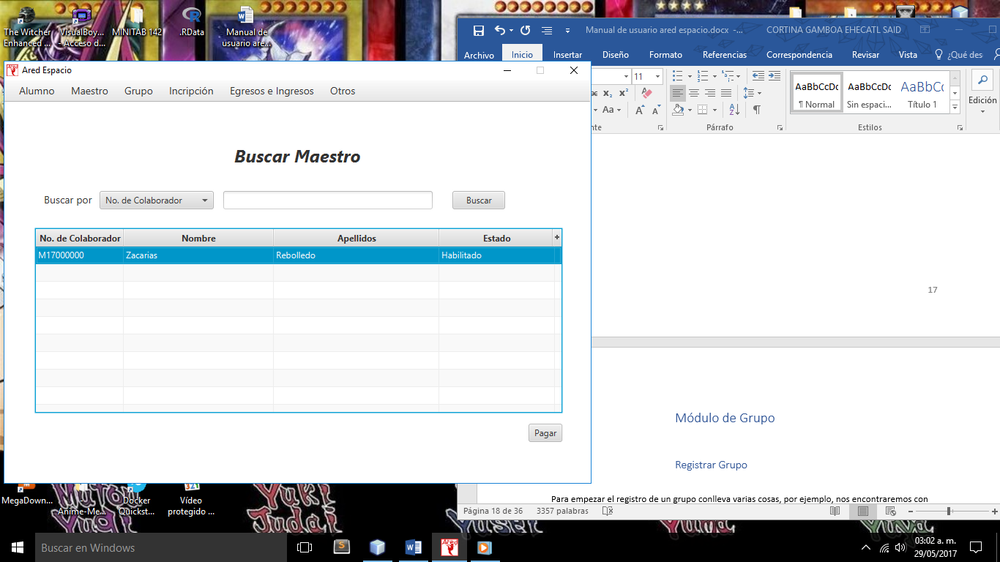 The Witcher
Enhanced ...
VisualBoy...
- Acceso d...
MINITAB 142
.RData
Manual de
usuario are...
Manual de usuario ared espacio.docx -...
CORTINA GAMBOA EHECATL SAID
Archivo
Inicio
Insertar
Diseño
Formato
Referencias
Correspondencia
Revisar
Vista
¿Qué des
11
Aa
AaBbCcDc
¶ Normal
AaBbCcDc
Sin espaci...
AaBbCc
Título 1
Edición
Párrafo
Estilos
Ared Espacio
Alumno
Maestro
Grupo
Incripción
Egresos e Ingresos
Otros
Buscar Maestro
Buscar por
No. de Colaborador
Buscar
No. de Colaborador Nombre Apellidos Estado +
M17000000 Zacarias Rebolledo Habilitado
Pagar
17
Módulo de Grupo
Registrar Grupo
Para empezar el registro de un grupo conlleva varias cosas, por ejemplo, nos encontraremos con
Página 18 de 36
3357 palabras
MegaDown...
Anime-Me...
Docker
Quickst...
Vídeo
protegido ...
Muto
Yugi
Yuki
Judai
Buscar en Windows
03:02 a. m.
29/05/2017